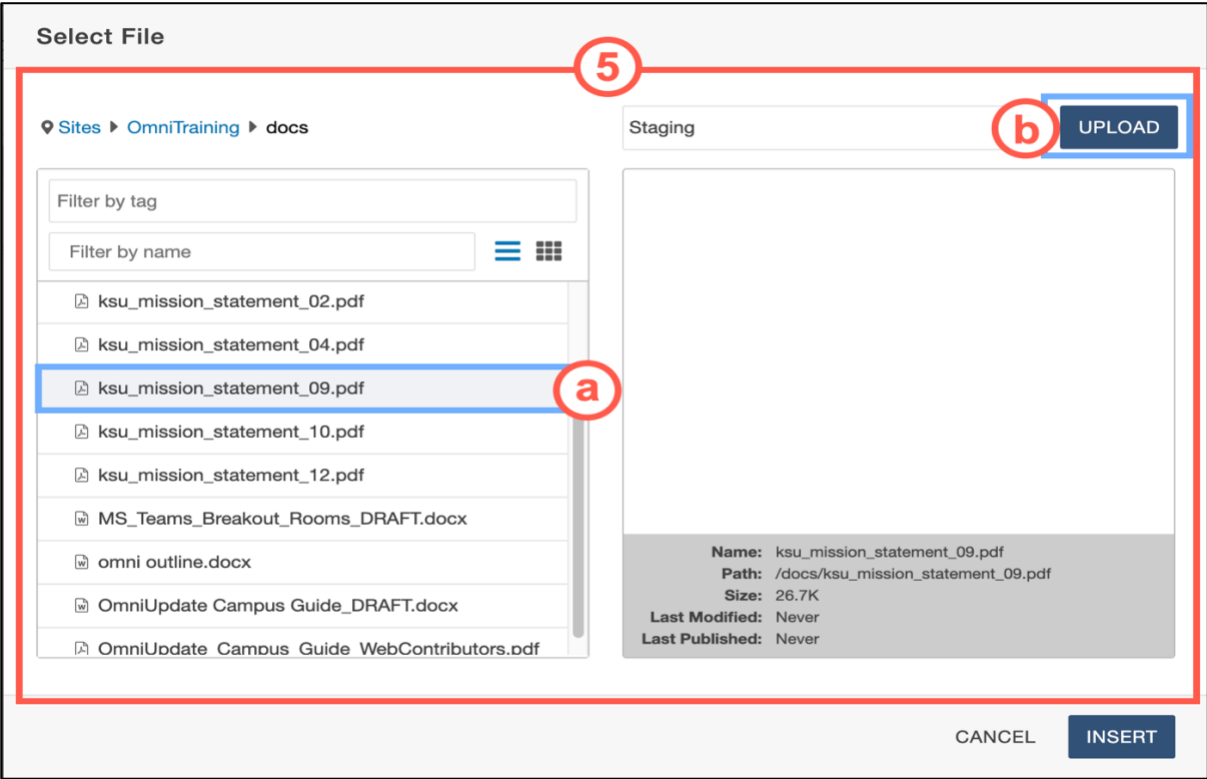 Select File
5
Sites OmniTraining docs
Staging
b
UPLOAD
Filter by tag
Filter by name
ksu_mission_statement_02.pdf
ksu_mission_statement_04.pdf
ksu_mission_statement_09.pdf
a
ksu_mission_statement_10.pdf
ksu_mission_statement_12.pdf
MS_Teams_Breakout_Rooms_DRAFT.docx
omni outline.docx
OmniUpdate Campus Guide_DRAFT.docx
OmniUpdate_Campus_Guide_WebContributors.pdf
Name: ksu_mission_statement_09.pdf
Path: /docs/ksu_mission_statement_09.pdf
Size: 26.7K
Last Modified: Never
Last Published: Never
CANCEL
INSERT